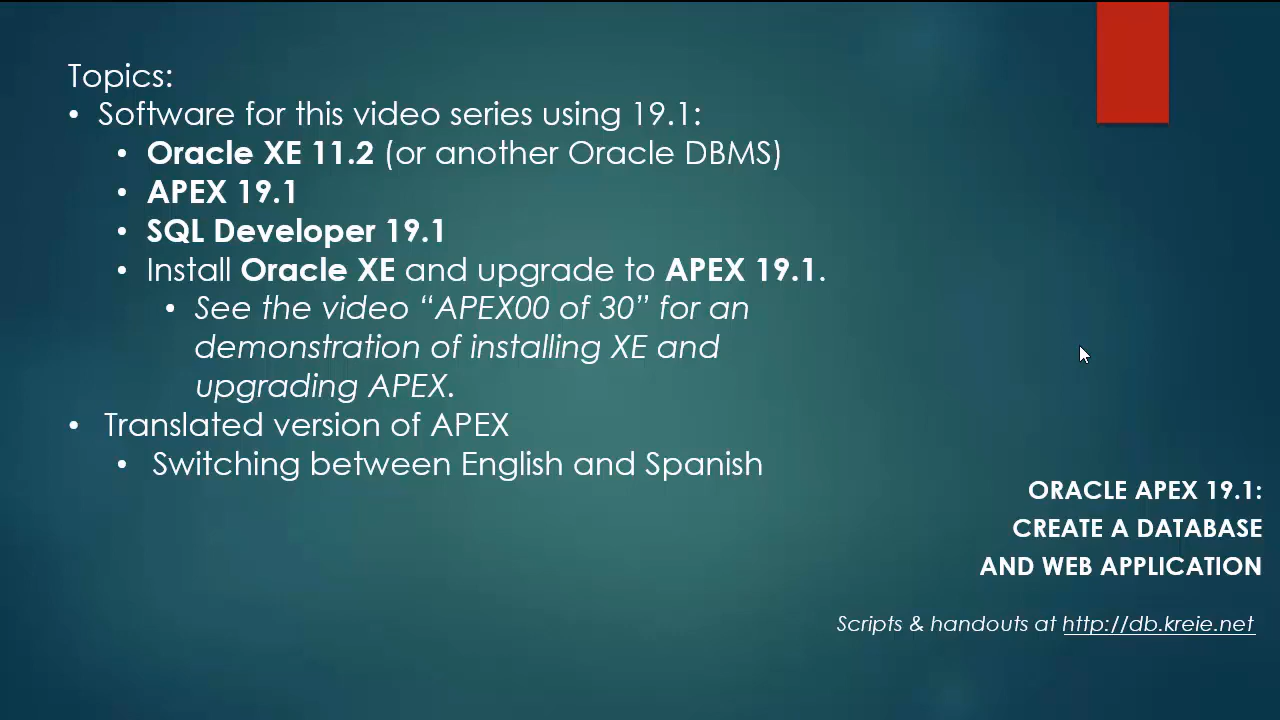 Topics:
• Software for this video series using 19.1:
• Oracle XE 11.2 (or another Oracle DBMS)
• APEX 19.1
• SQL Developer 19.1
• Install Oracle XE and upgrade to APEX 19.1.
• See the video “APEX00 of 30” for an
demonstration of installing XE and
upgrading APEX.
• Translated version of APEX
• Switching between English and Spanish
ORACLE APEX 19.1:
CREATE A DATABASE
AND WEB APPLICATION
Scripts & handouts at http://db.kreie.net